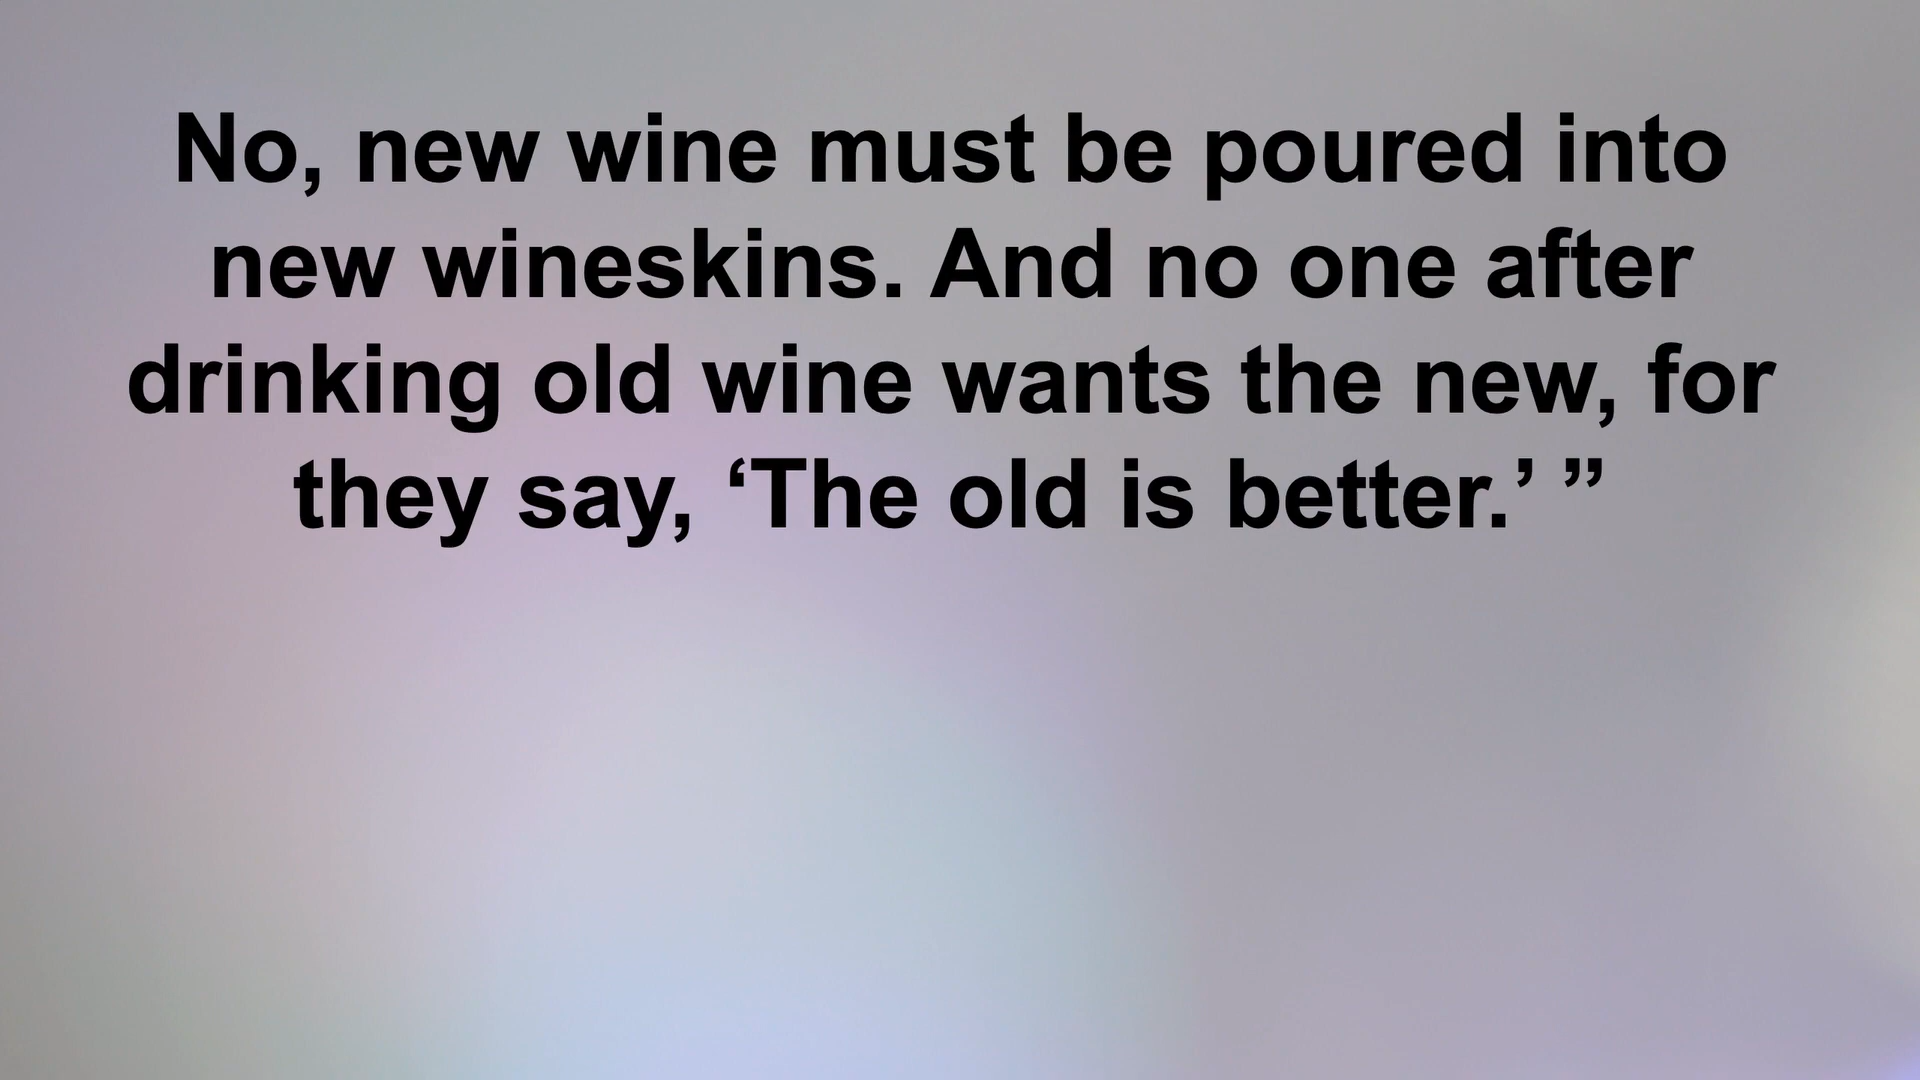 No, new wine must be poured into
new wineskins. And no one after
drinking old wine wants the new, for
they say, ‘The old is better.’ ”